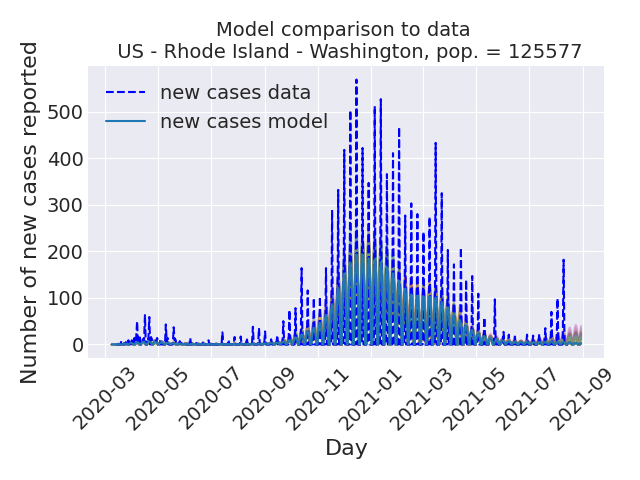 Model comparison to data
US - Rhode Island - Washington, pop. = 125577
Number of new cases reported
500
400
300
200
100
0
new cases data
new cases model
2020-03
2020-05
2020-07
2020-09
2020-11
2021-01
2021-03
2021-05
2021-07
2021-09
Day